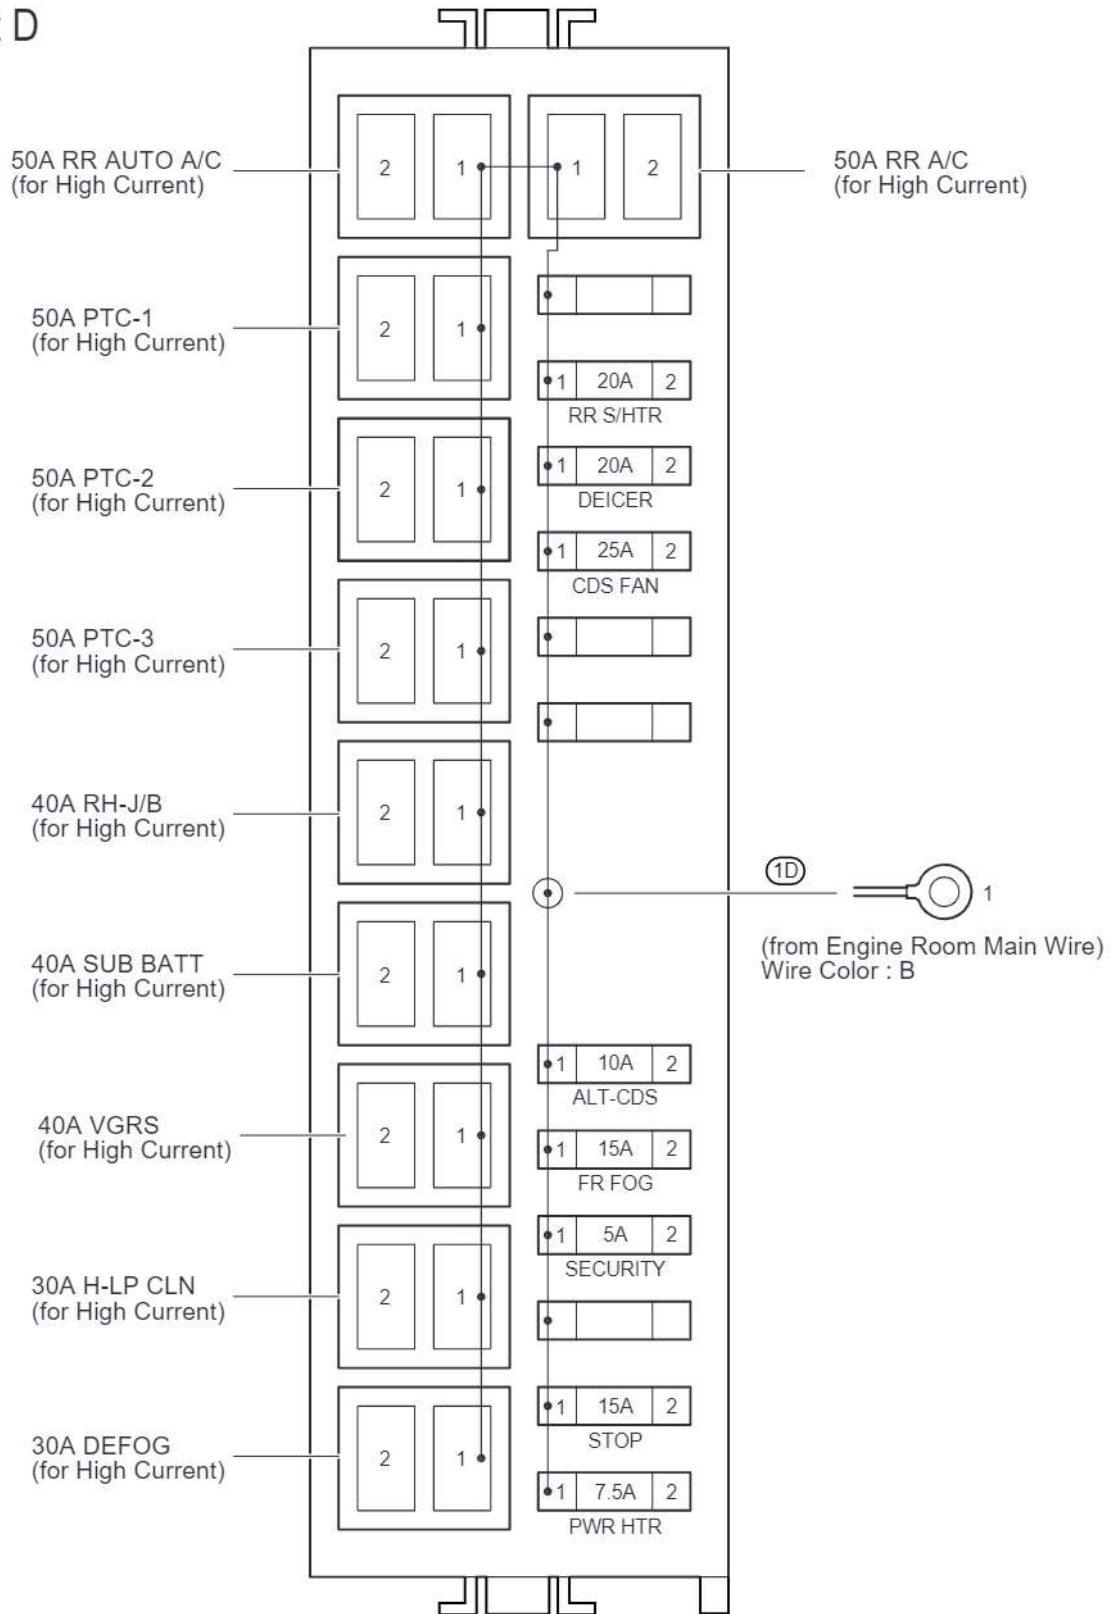 D
50A RR AUTO A/C
(for High Current)
2 1 1 2
50A RR A/C
(for High Current)
50A PTC-1
(for High Current)
2 1
1 20A 2
RR S/HTR
50A PTC-2
(for High Current)
2 1
1 20A 2
DEICER
1 25A 2
CDS FAN
50A PTC-3
(for High Current)
2 1
40A RH-J/B
(for High Current)
2 1
1D
1
(from Engine Room Main Wire)
Wire Color : B
40A SUB BATT
(for High Current)
2 1
1 10A 2
ALT-CDS
40A VGRS
(for High Current)
2 1
1 15A 2
FR FOG
1 5A 2
SECURITY
30A H-LP CLN
(for High Current)
2 1
1 15A 2
STOP
30A DEFOG
(for High Current)
2 1
1 7.5A 2
PWR HTR